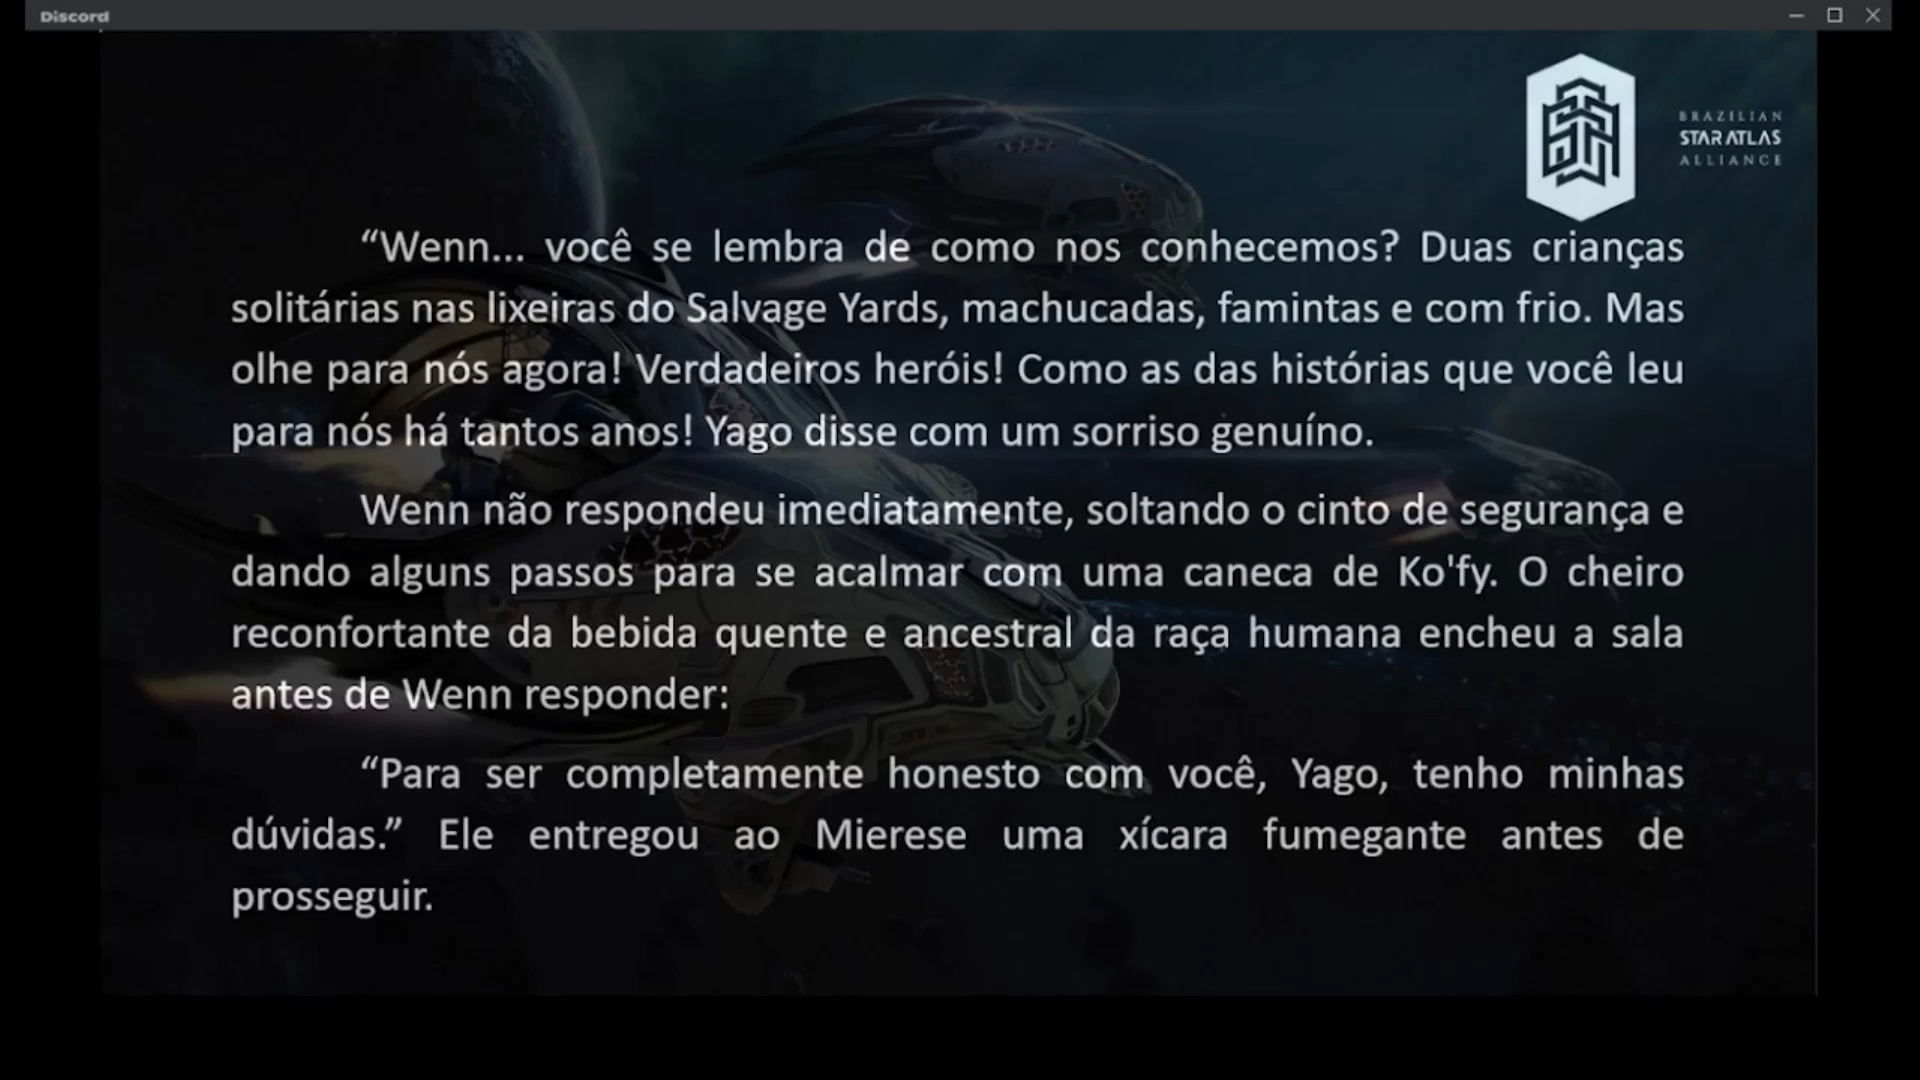 Discord
BRAZILIAN
STAR ATLAS
ALLIANCE
“Wenn... você se lembra de como nos conhecemos? Duas crianças
solitárias nas lixeiras do Salvage Yards, machucadas, famintas e com frio. Mas
olhe para nós agora! Verdadeiros heróis! Como as das histórias que você leu
para nós há tantos anos! Yago disse com um sorriso genuíno.
Wenn não respondeu imediatamente, soltando o cinto de segurança e
dando alguns passos para se acalmar com uma caneca de Ko'fy. O cheiro
reconfortante da bebida quente e ancestral da raça humana encheu a sala
antes de Wenn responder:
“Para ser completamente honesto com você, Yago, tenho minhas
dúvidas.” Ele entregou ao Mierese uma xícara fumegante antes de
prosseguir.